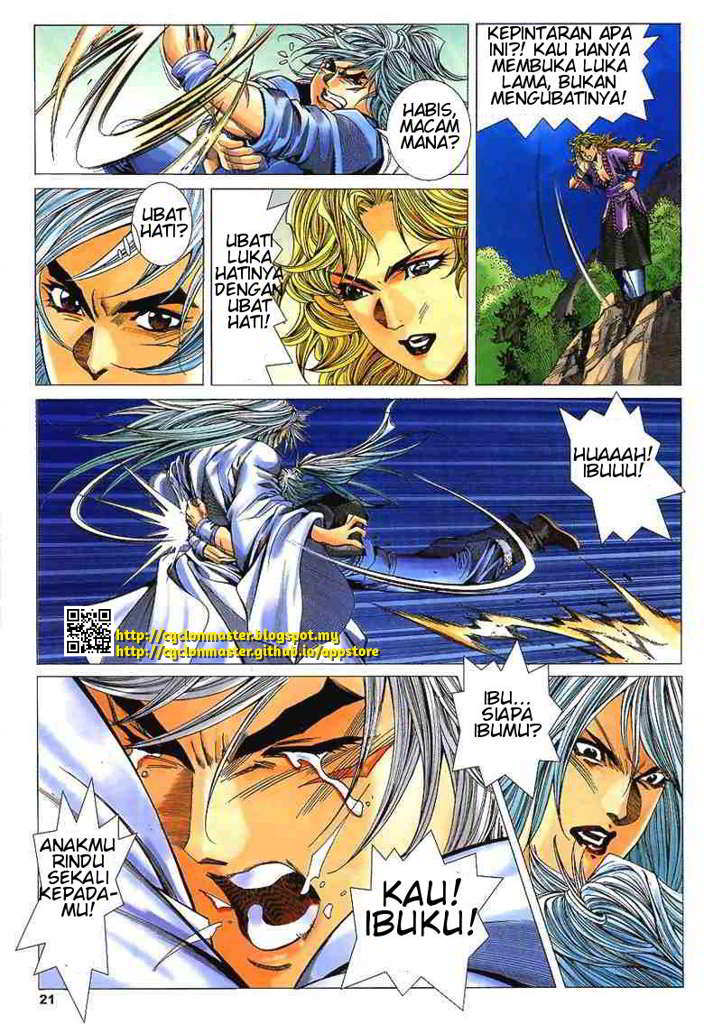 HABIS,
MACAM
MANA?
KEPINTARAN APA
INI?! KAU HANYA
MEMBUKA LUKA
LAMA, BUKAN
MENGUBATINYA!
UBAT
HATI?
UBATI
LUKA
HATINYA
DENGAN
UBAT
HATI!
HUAAAH!
IBUUU!
http://cyclonmaster.blogspot.my
http://cyclonmaster.github.io/appstore
IBU...
SIAPA
IBUMU?
ANAKMU
RINDU
SEKALI
KEPADA-
MU!
KAU!
IBUKU!
21